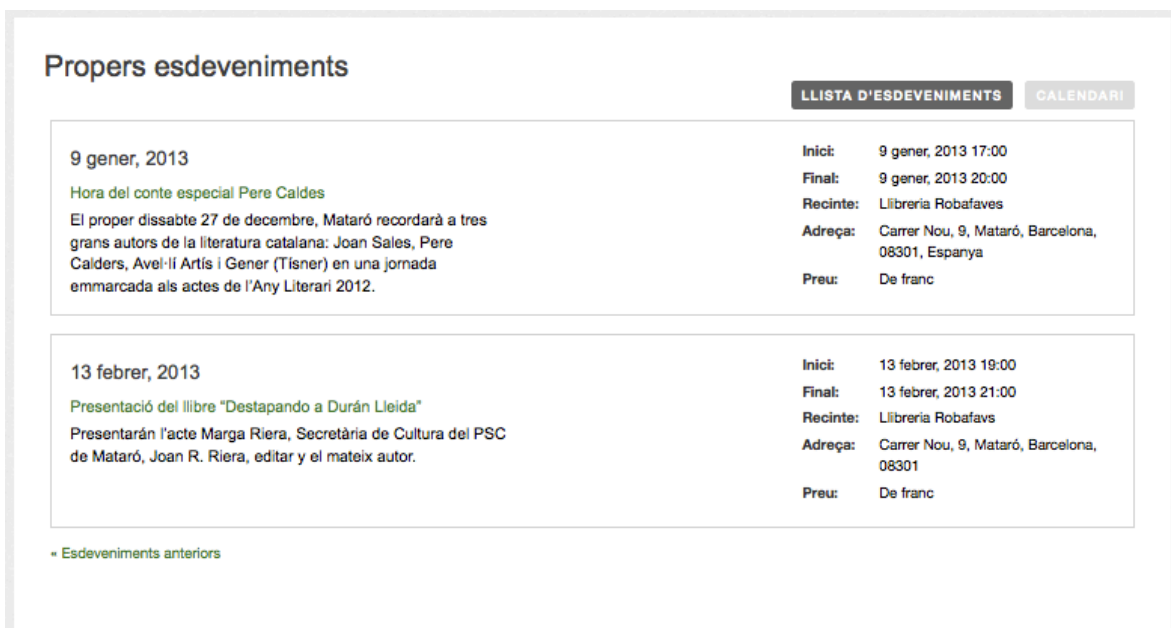 Propers esdeveniments
LLISTA D'ESDEVENIMENTS CALENDARI
9 gener, 2013
Hora del conte especial Pere Caldes
El proper dissabte 27 de decembre, Mataró recordarà a tres
grans autors de la literatura catalana: Joan Sales, Pere
Calders, Avel·lí Artís i Gener (Tísner) en una jornada
emmarcada als actes de l'Any Literari 2012.
Inici: 9 gener, 2013 17:00
Final: 9 gener, 2013 20:00
Recinte: Llibreria Robafaves
Adreça: Carrer Nou, 9, Mataró, Barcelona,
08301, Espanya
Preu: De franc
13 febrer, 2013
Presentació del llibre "Destapando a Durán Lleida"
Presentarán l'acte Marga Riera, Secretària de Cultura del PSC
de Mataró, Joan R. Riera, editar y el mateix autor.
Inici: 13 febrer, 2013 19:00
Final: 13 febrer, 2013 21:00
Recinte: Llibreria Robafavs
Adreça: Carrer Nou, 9, Mataró, Barcelona,
08301
Preu: De franc
« Esdeveniments anteriors